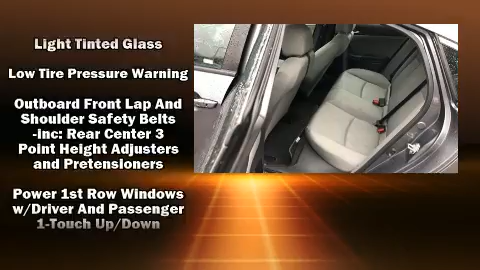 Light Tinted Glass
Low Tire Pressure Warning
Outboard Front Lap And
Shoulder Safety Belts
-inc: Rear Center 3
Point Height Adjusters
and Pretensioners
Power 1st Row Windows
w/Driver And Passenger
1-Touch Up/Down